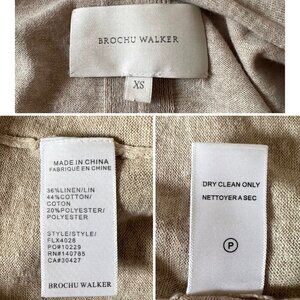 BROCHU WALKER
XS
MADE IN CHINA
FABRIQUÉ EN CHINE
36%LINEN/LIN
44%COTTON/
COTON
20%POLYESTER/
POLYESTER
STYLE/STYLE/
FLX4026
PO#10229
RN#140785
CA#30427
BROCHU WALKER
DRY CLEAN ONLY
NETTOYER A SEC
P